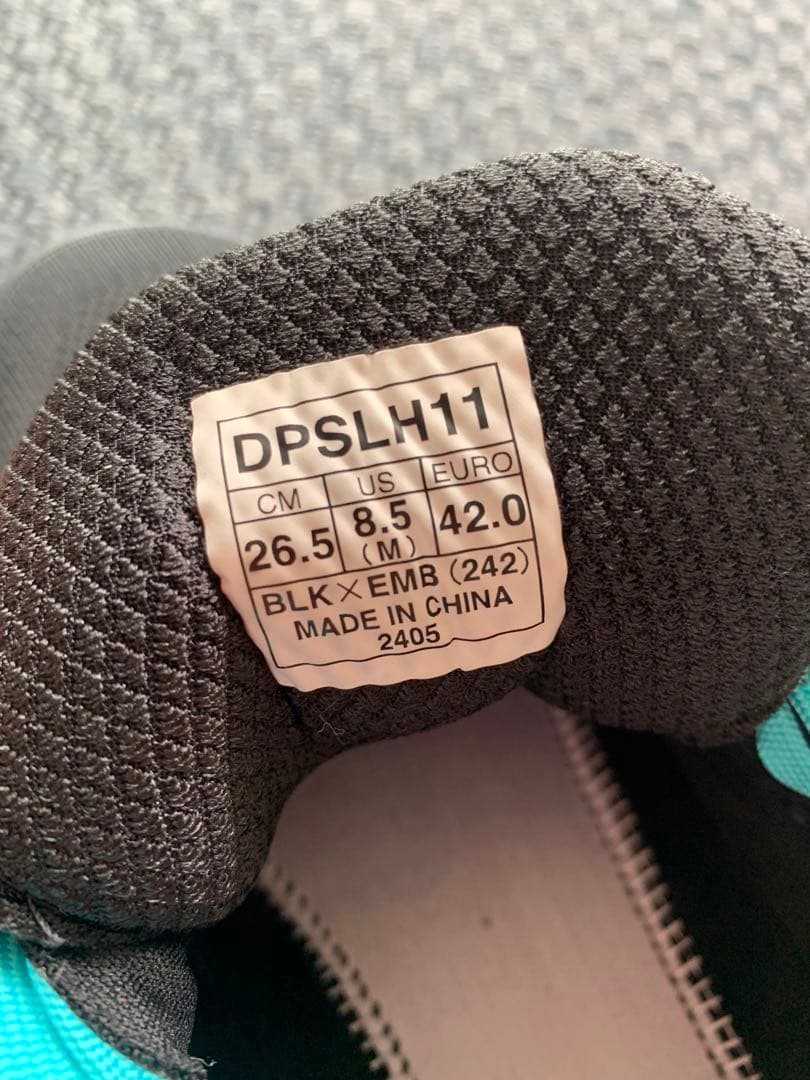 DPSLH11
CM US EURO
26.5 8.5 (M) 42.0
BLK×EMB (242)
MADE IN CHINA
2405